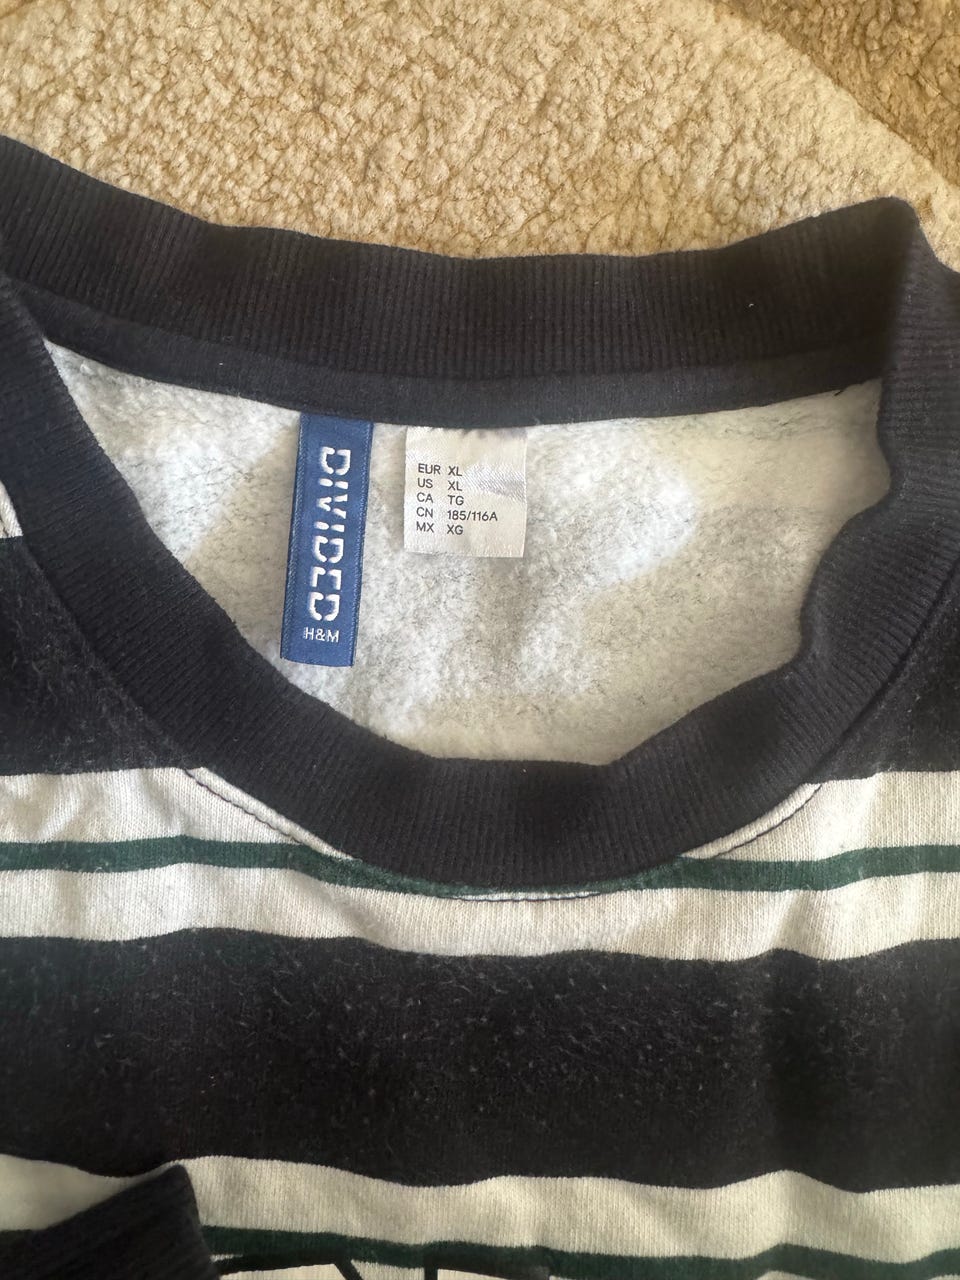 DIVIDED
H&M
EUR XL
US XL
CA TG
CN 185/116A
MX XG